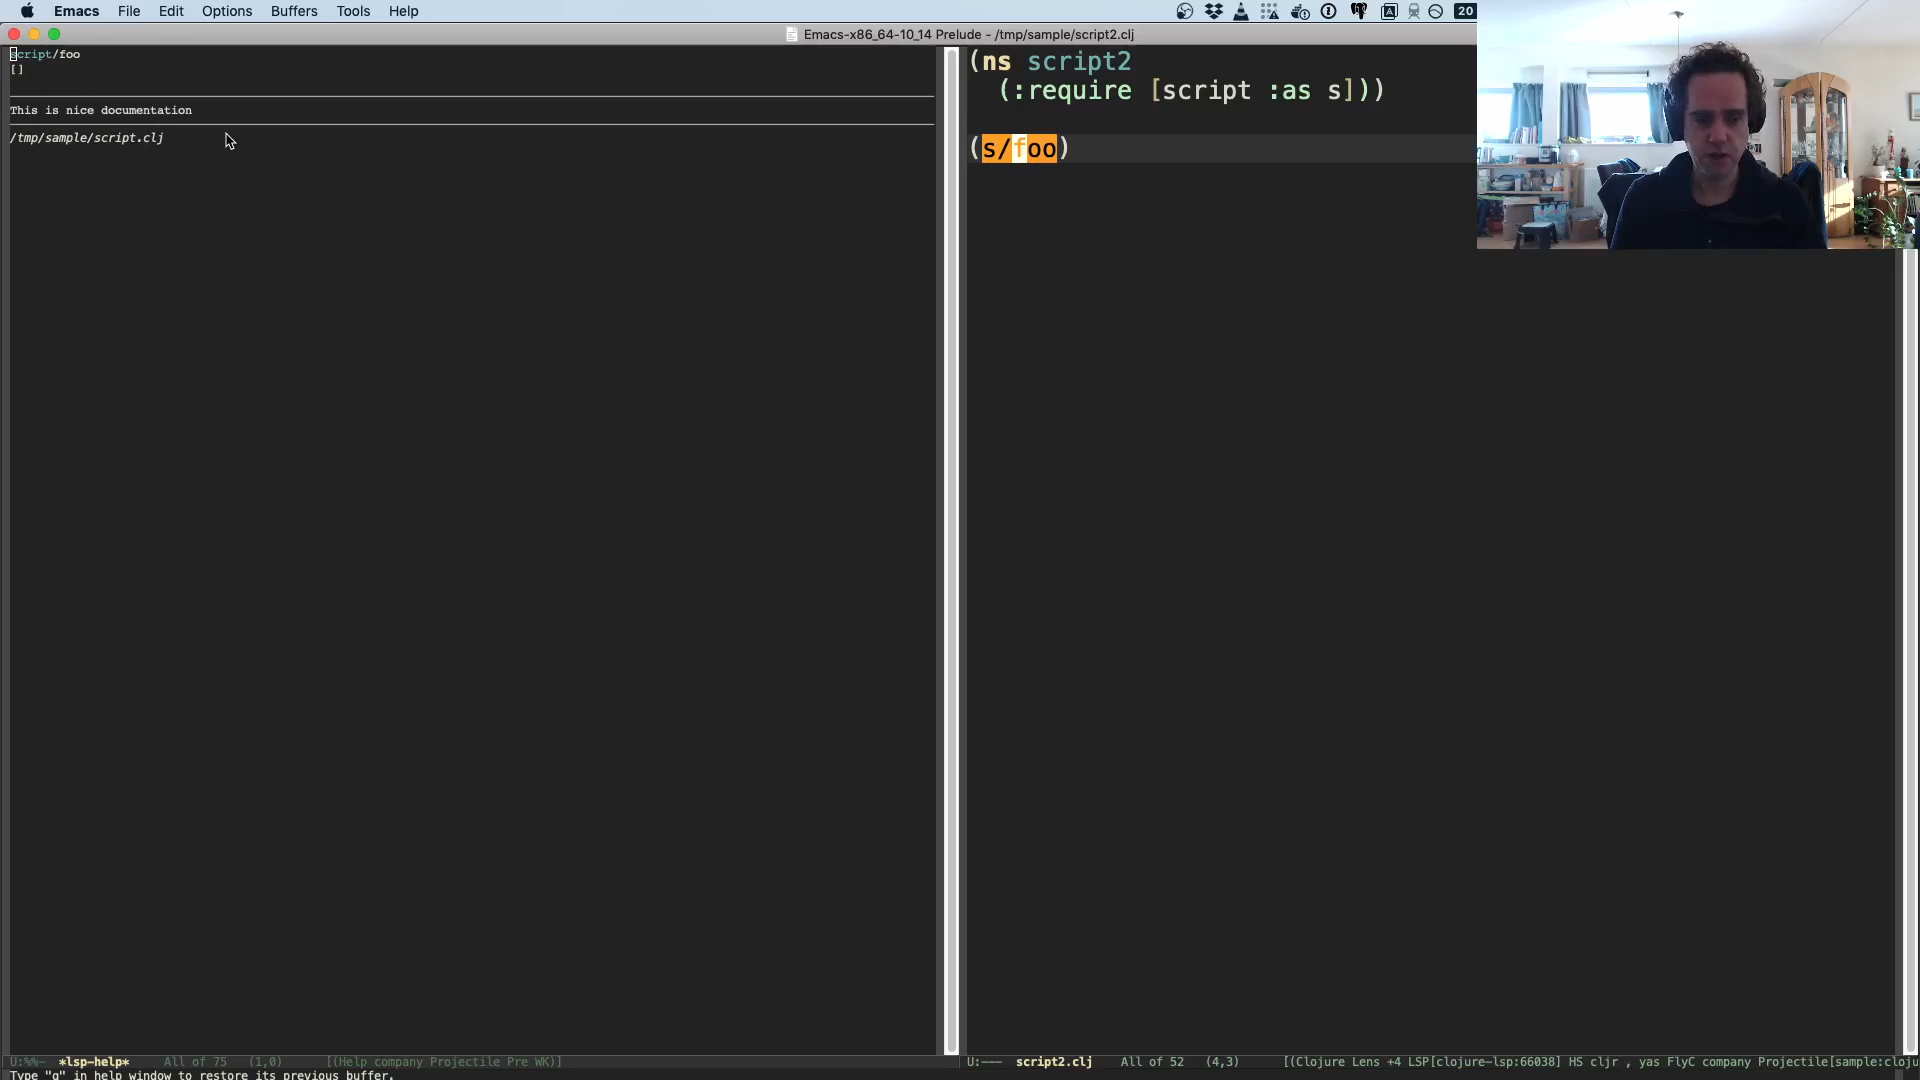 Emacs File Edit Options Buffers Tools Help
20
Emacs-x86_64-10_14 Prelude - /tmp/sample/script2.clj
script/foo
[]
This is nice documentation
/tmp/sample/script.clj
(ns script2
(:require [script :as s]))
(s/foo)
U:%%- *lsp-help* All of 75 (1,0) [(Help company Projectile Pre WK)]
U:--- script2.clj All of 52 (4,3) [(Clojure Lens +4 LSP[clojure-lsp:66038] HS cljr , yas FlyC company Projectile[sample:cloju
Type "q" in help window to restore its previous buffer.